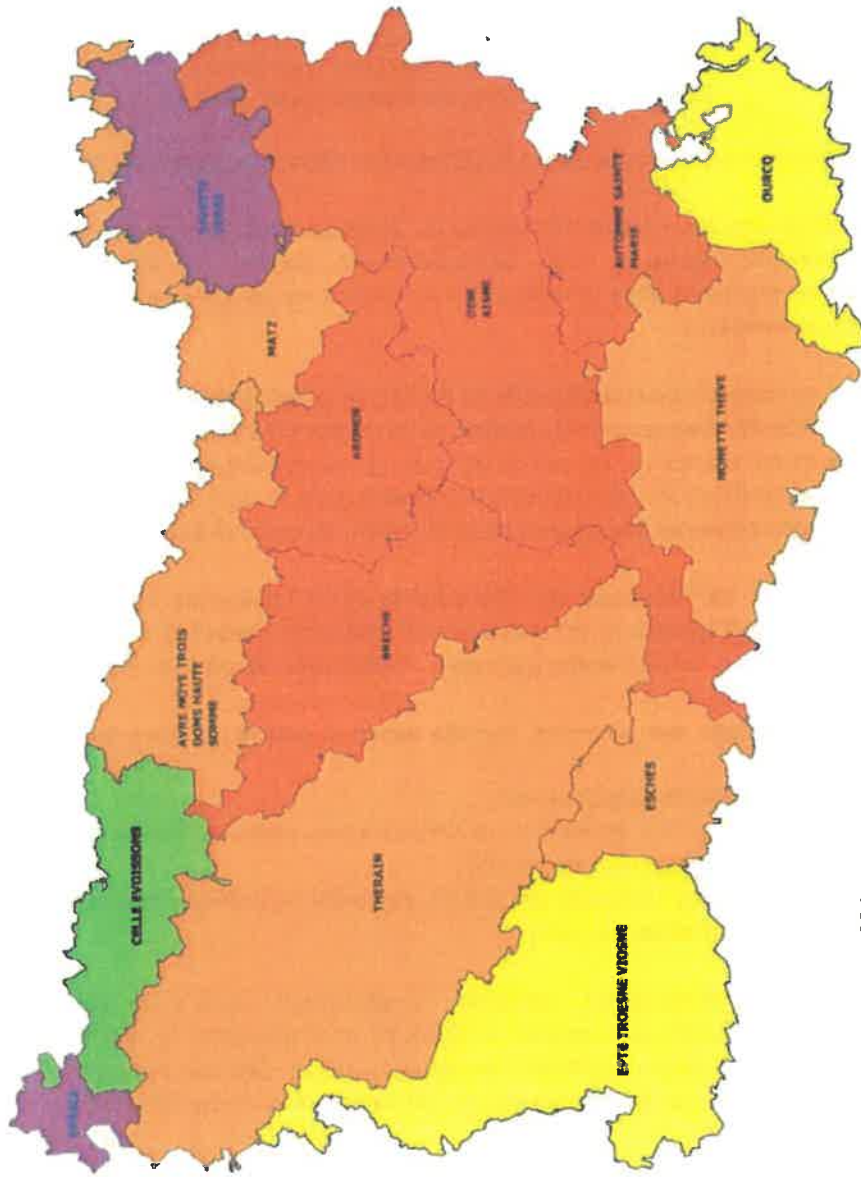 CELLE EVOISSONS
AVRE NOYE TROIS
DOMS HAUTE
SOMME
MATZ
THERAIN
BRECHE
ARONDE
OISE
AISNE
AUTOMNE SAINTE
MARIE
EPTE TROESNE VIOSNE
ESCHES
NONETTE THEVE
OURCQ